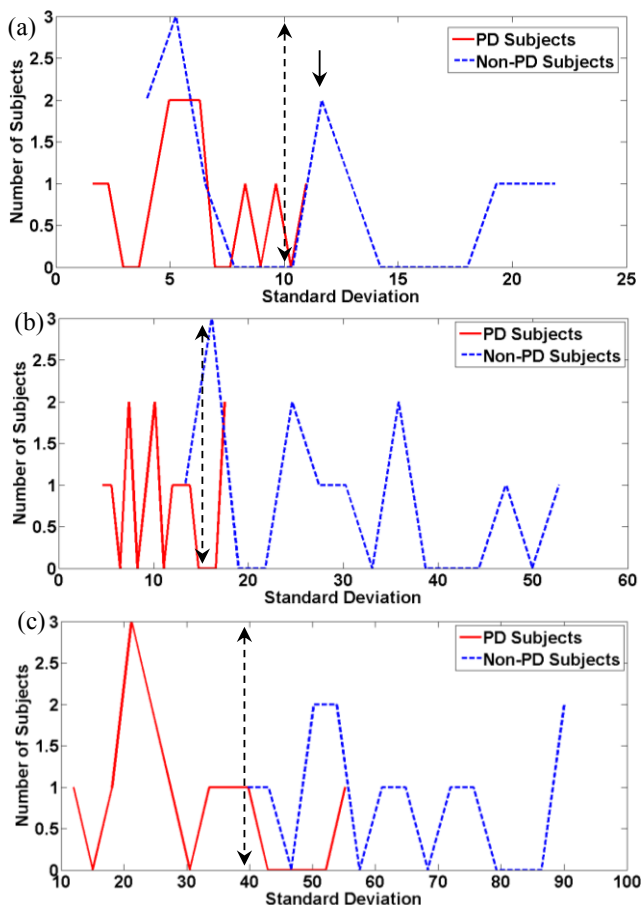 (a)
Number of Subjects
3
2.5
2
1.5
1
0.5
0
PD Subjects
Non-PD Subjects
0 5 10 15 20 25
Standard Deviation
(b)
Number of Subjects
3
2.5
2
1.5
1
0.5
0
PD Subjects
Non-PD Subjects
0 10 20 30 40 50 60
Standard Deviation
(c)
Number of Subjects
3
2.5
2
1.5
1
0.5
0
PD Subjects
Non-PD Subjects
10 20 30 40 50 60 70 80 90 100
Standard Deviation